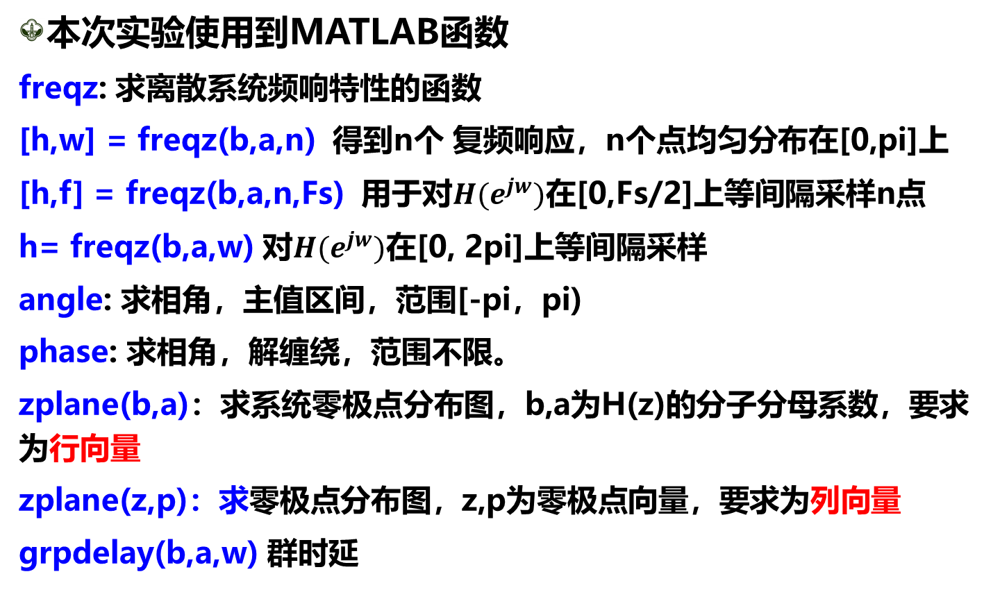 本次实验使用到MATLAB函数
freqz: 求离散系统频响特性的函数
[h,w] = freqz(b,a,n) 得到n个 复频响应，n个点均匀分布在[0,pi]上
[h,f] = freqz(b,a,n,Fs) 用于对H(e^{jw})在[0,Fs/2]上等间隔采样n点
h= freqz(b,a,w) 对H(e^{jw})在[0, 2pi]上等间隔采样
angle: 求相角，主值区间，范围[-pi，pi)
phase: 求相角，解缠绕，范围不限。
zplane(b,a)：求系统零极点分布图，b,a为H(z)的分子分母系数，要求
为行向量
zplane(z,p)：求零极点分布图，z,p为零极点向量，要求为列向量
grpdelay(b,a,w) 群时延